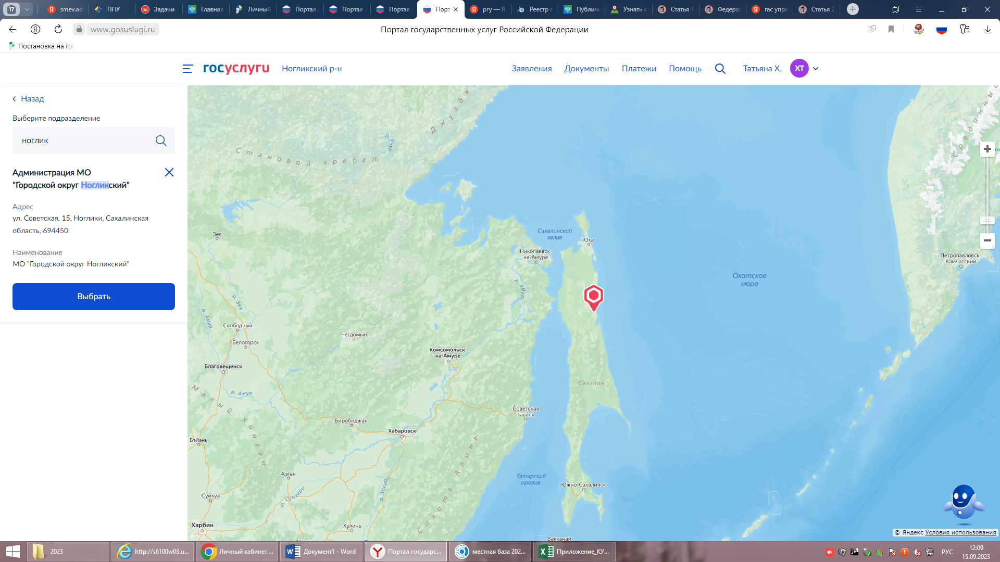 17
smev.ad
ППУ
Задачи
Главная
Личный
Портал
Портал
Портал
Порт
pгу — Я
Реестр г
Публич
Узнать к
Статья 1
Федера
гас упра
Статья 2
www.gosuslugi.ru
Портал государственных услуг Российской Федерации
Постановка на гос
госуслуги
Ногликский р-н
Заявления
Документы
Платежи
Помощь
Татьяна Х.
ХТ
Назад
Выберите подразделение
ноглик
Администрация МО
"Городской округ Ногликский"
Адрес
ул. Советская, 15, Ноглики, Сахалинская
область, 694450
Наименование
МО "Городской округ Ногликский"
Выбрать
Джугдж
р. Учур
Становой хребет
Срединный
Кл
Зея
Сахалинский
залив
Оха
Николаевск-
на-Амуре
Петропавловск-
Камчатский
Охотское
море
р. Амур
р. Зея
р. Амур
Свободный
Чегдомын
Белогорск
Комсомольск-
на-Амуре
Благовещенск
Сахалин
р. Амур
Малый Хинган
Советская
Гавань
Биробиджан
Хабаровск
Бэйань
Сихотэ-Алинь
Хэган
Татарский
пролив
Южно-Сахалинск
р. Уссури
р. Сунгари
Суйхуа
Харбин
Хулинь
Вакканай
© Яндекс Условия использования
2023
http://s6100w03.u...
Личный кабинет ...
Документ1 - Word
Портал государс...
местная база 202...
Приложение_КУ...
РУС
12:09
15.09.2023